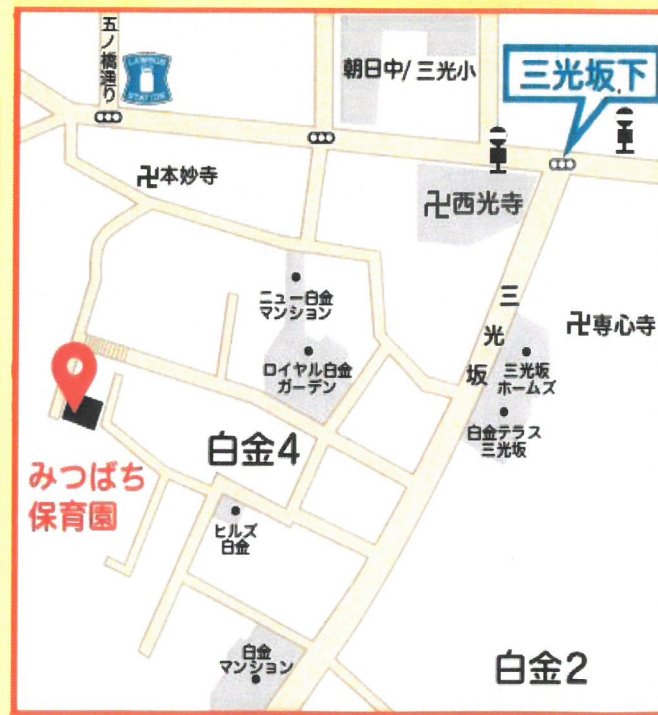 五ノ橋通り
LAWSON
STATION
朝日中/三光小
三光坂下
卍本妙寺
卍西光寺
ニュー白金
マンション
三光坂
卍専心寺
ロイヤル白金
ガーデン
三光坂
ホームズ
白金テラス
三光坂
白金4
みつばち
保育園
ヒルズ
白金
白金
マンション
白金2